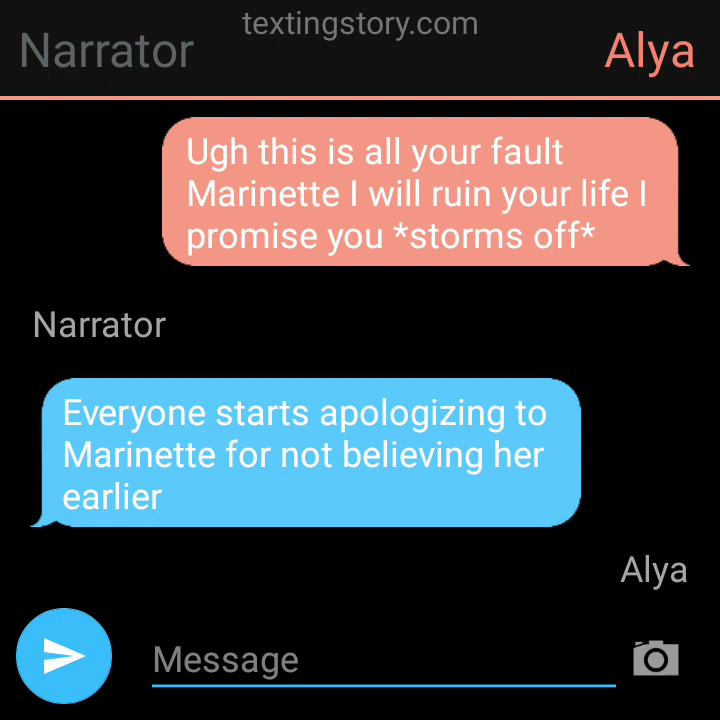 textingstory.com
Narrator
Alya
Ugh this is all your fault
Marinette I will ruin your life I
promise you *storms off*
Narrator
Everyone starts apologizing to
Marinette for not believing her
earlier
Alya
Message